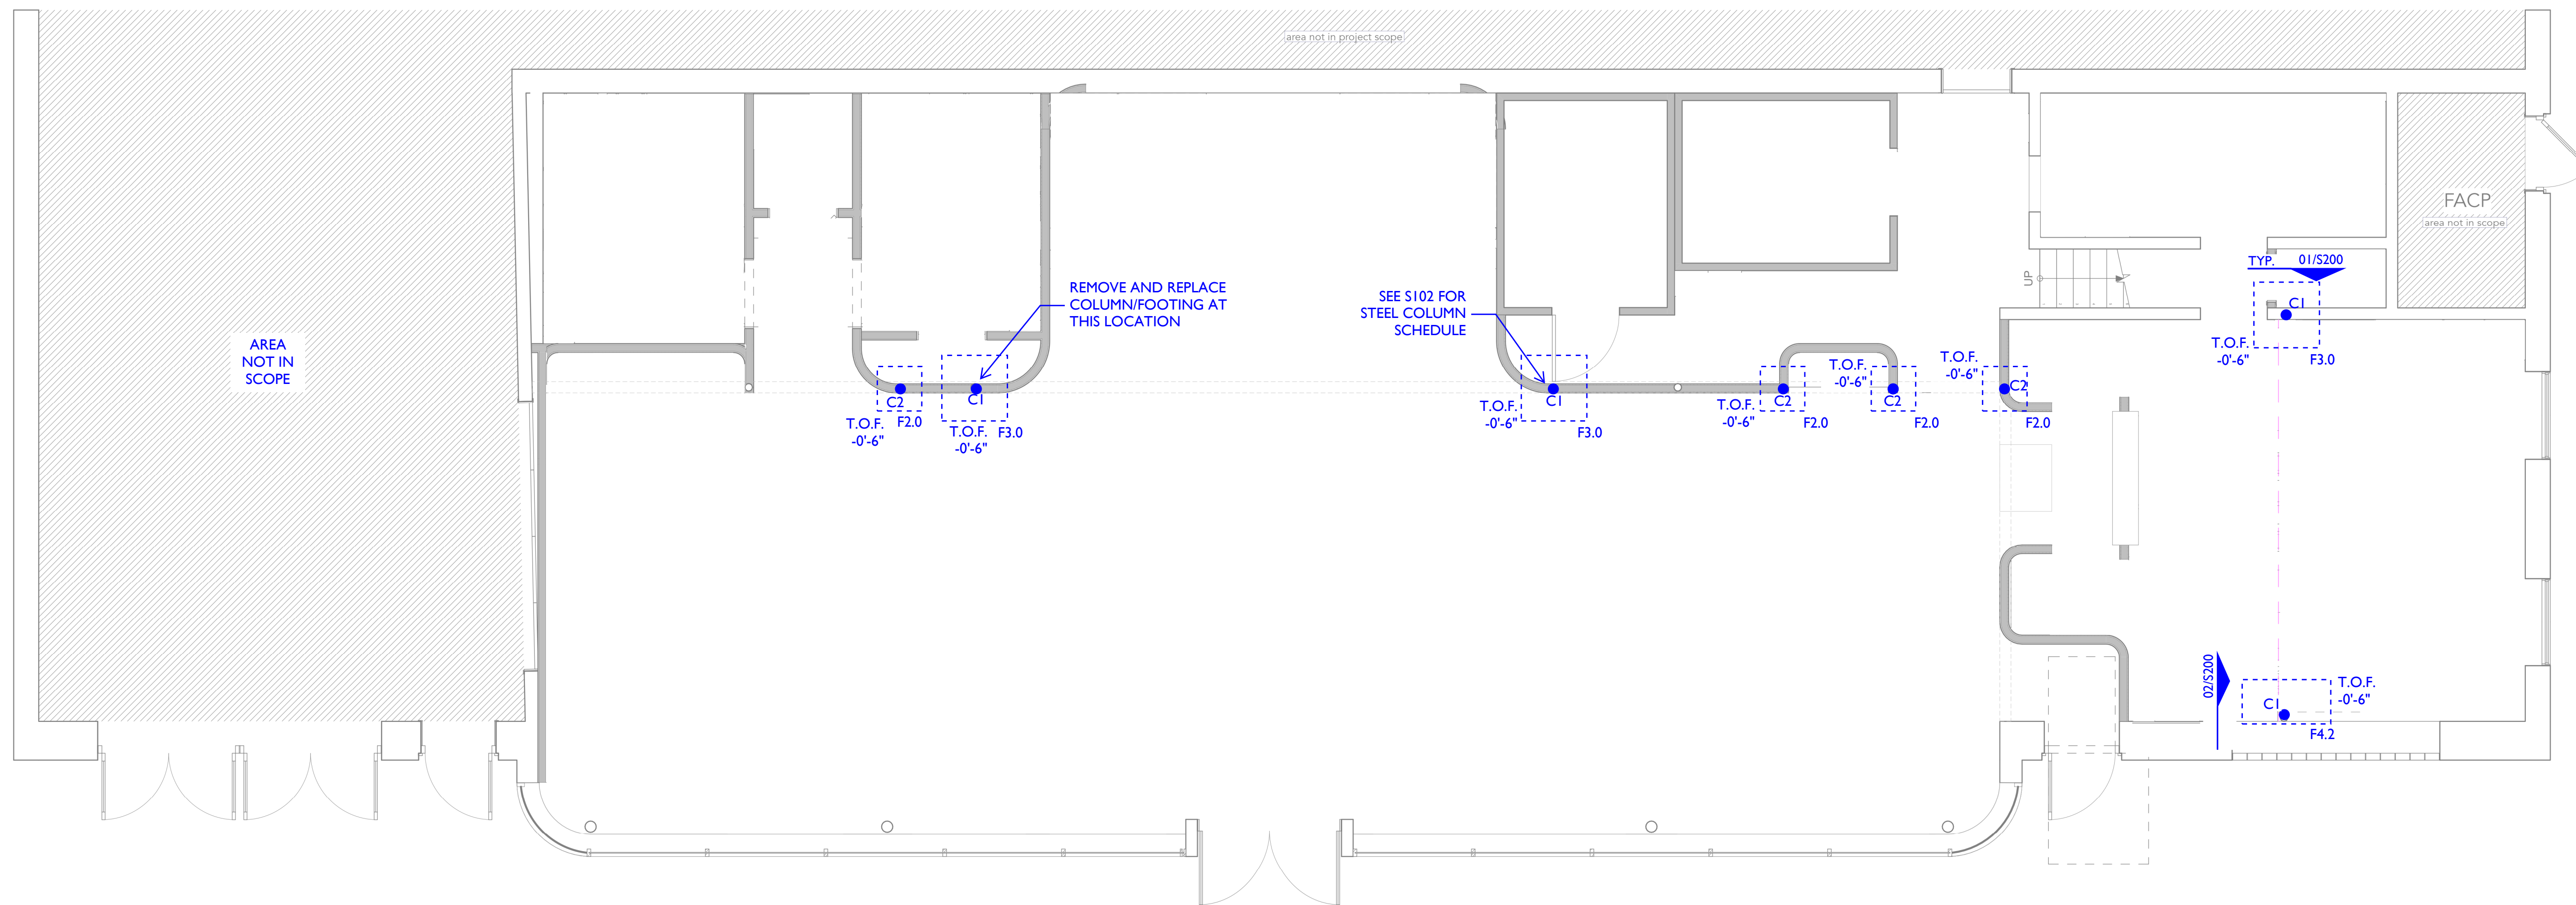 area not in project scope
FACP
area not in scope
TYP. 01/S200
UP
REMOVE AND REPLACE
COLUMN/FOOTING AT
THIS LOCATION
SEE S102 FOR
STEEL COLUMN
SCHEDULE
C1
T.O.F.
-0'-6"
F3.0
AREA
NOT IN
SCOPE
C2
T.O.F.
-0'-6"
F2.0
C1
T.O.F.
-0'-6"
F3.0
C1
T.O.F.
-0'-6"
F3.0
C2
T.O.F.
-0'-6"
F2.0
T.O.F.
-0'-6"
C2
F2.0
T.O.F.
-0'-6"
C2
F2.0
02/S200
C1
T.O.F.
-0'-6"
F4.2